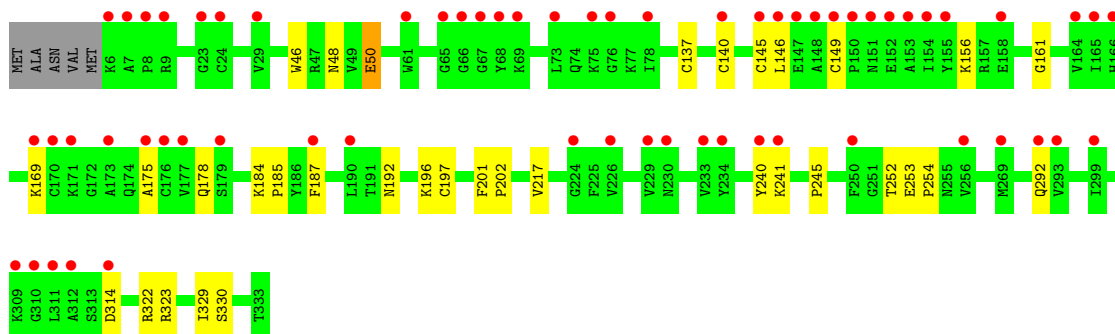 MET ALA ASN VAL MET K6 A7 P8 R9 G23 C24 V29 W46 R47 N48 V49 E50 W61 G65 G66 G67 Y68 K69 L73 Q74 K75 G76 K77 I78 C137 C140 C145 L146 E147 A148 C149 P150 N151 E152 A153 I154 Y155 K156 R157 E158 G161 V164 I165 H166
K169 C170 K171 G172 A173 Q174 A175 C176 V177 Q178 S179 K184 P185 Y186 F187 L190 T191 N192 K196 C197 F201 P202 V217 G224 F225 V226 V229 N230 V233 Y234 Y240 K241 P245 F250 G251 T252 E253 P254 N255 V256 M269 Q292 V293 I299
K309 G310 L311 A312 S313 D314 R322 R323 I329 S330 T333